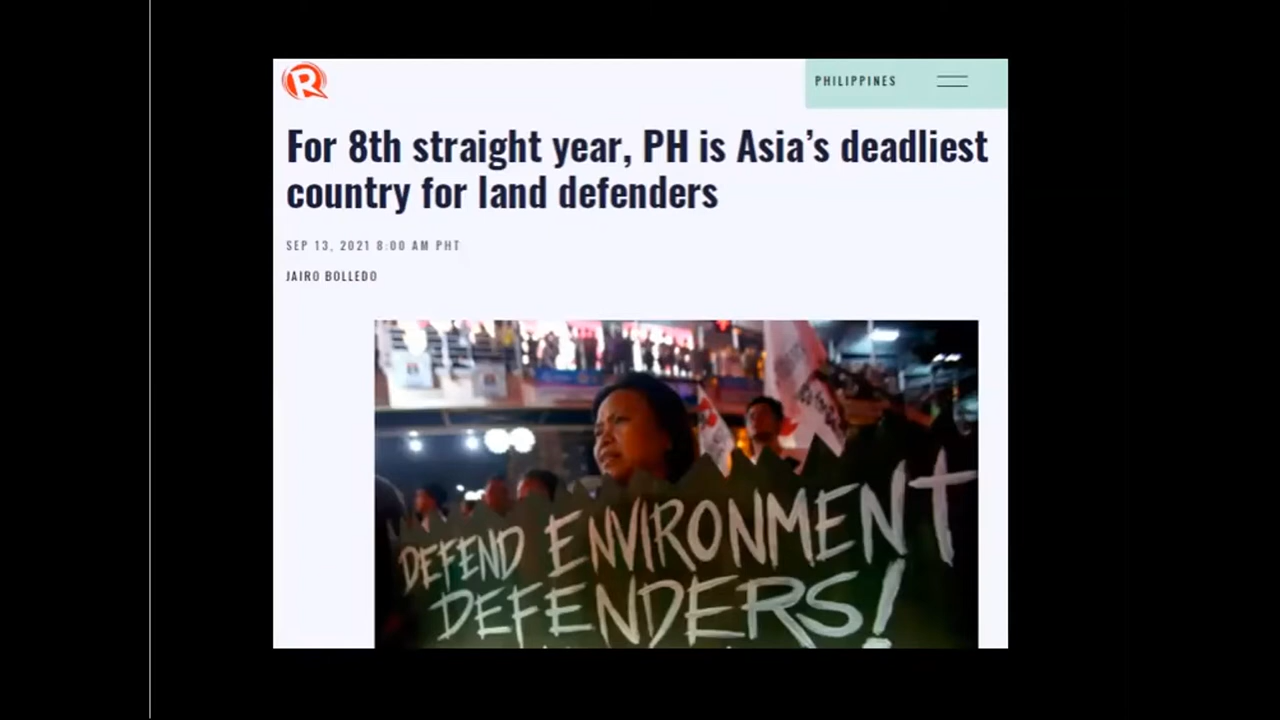 R
PHILIPPINES
For 8th straight year, PH is Asia's deadliest
country for land defenders
SEP 13, 2021 8:00 AM PHT
JAIRO BOLLEDO
DEFEND ENVIRONMENT
DEFENDERS!